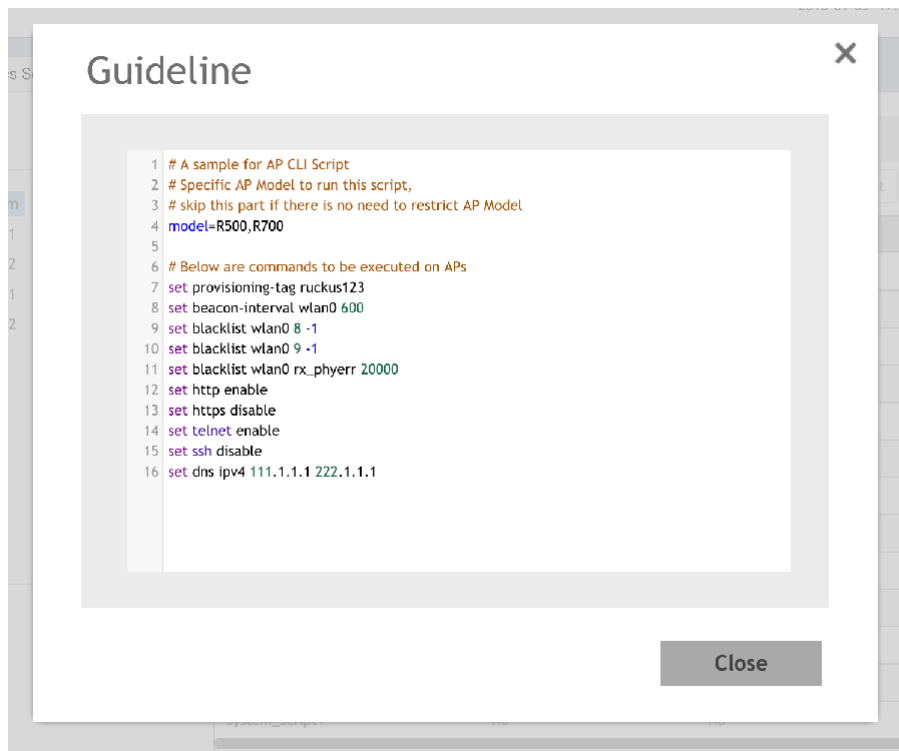 Guideline
1 # A sample for AP CLI Script
2 # Specific AP Model to run this script,
3 # skip this part if there is no need to restrict AP Model
4 model=R500,R700
5
6 # Below are commands to be executed on APs
7 set provisioning-tag ruckus123
8 set beacon-interval wlan0 600
9 set blacklist wlan0 8 -1
10 set blacklist wlan0 9 -1
11 set blacklist wlan0 rx_phyerr 20000
12 set http enable
13 set https disable
14 set telnet enable
15 set ssh disable
16 set dns ipv4 111.1.1.1 222.1.1.1
Close